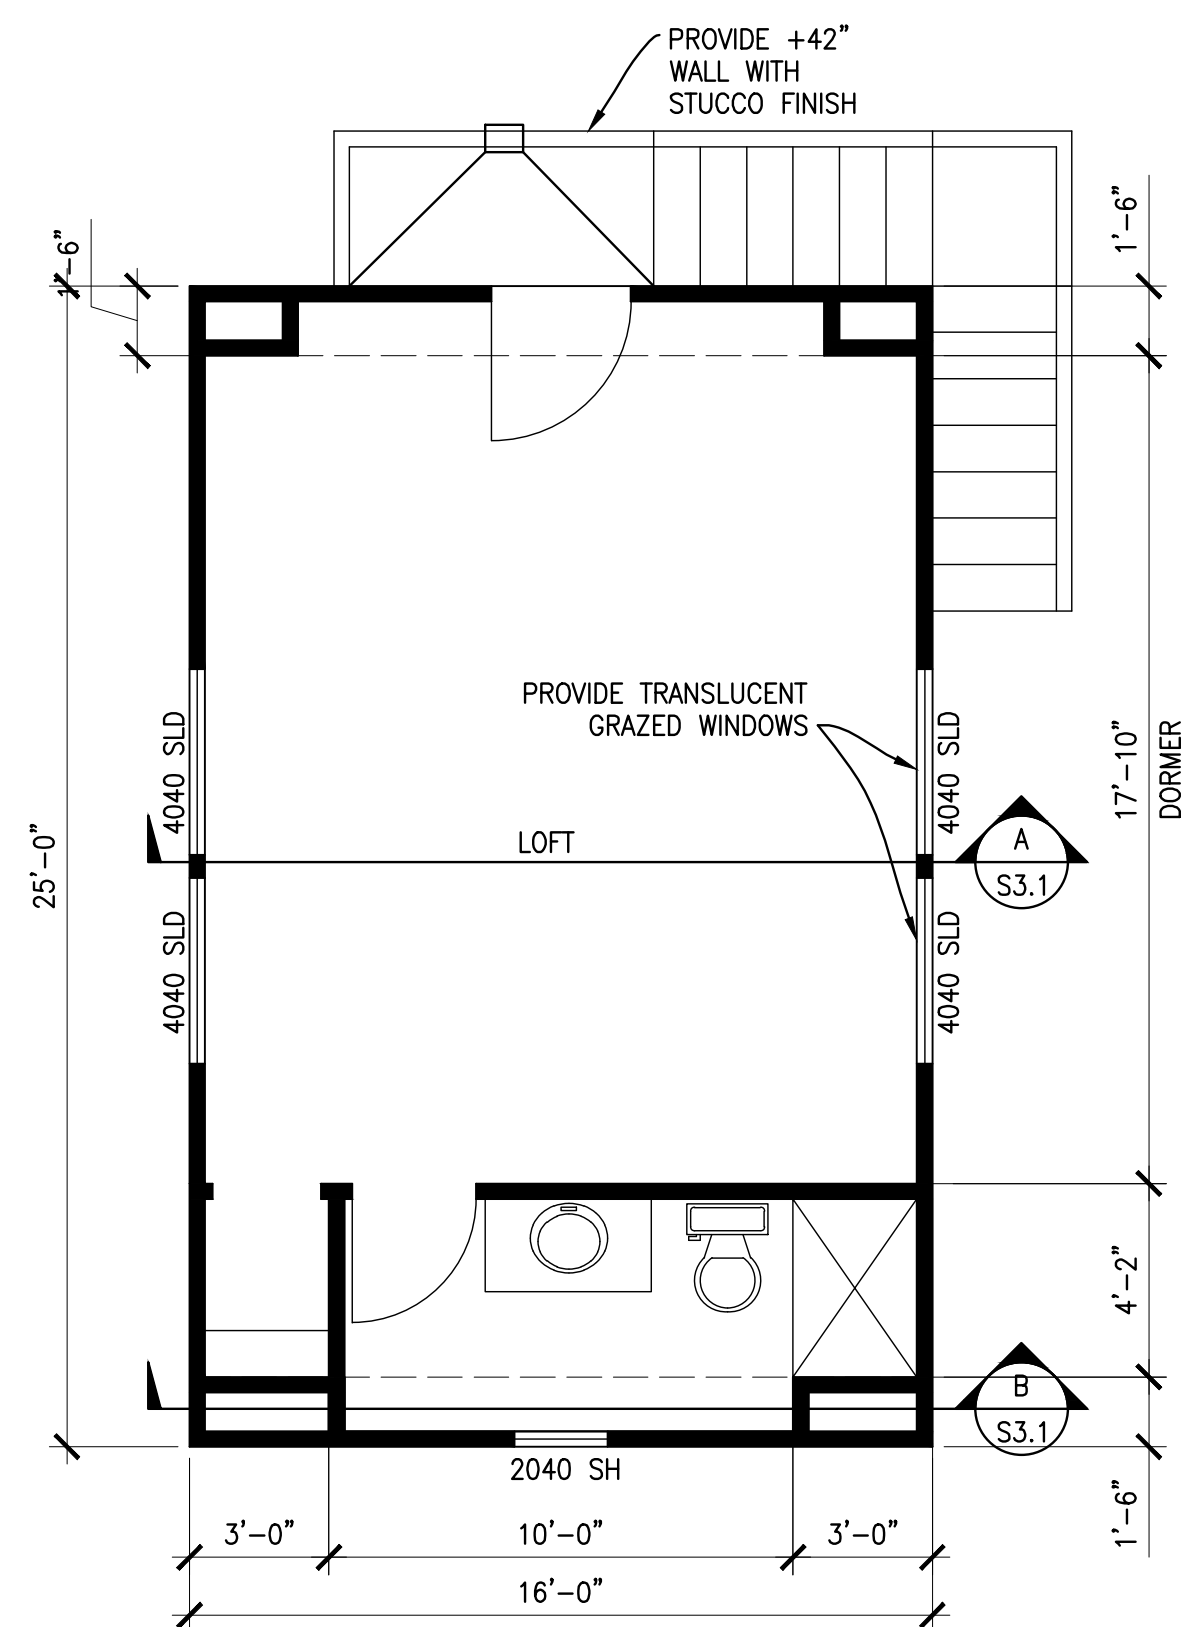 PROVIDE +42"
WALL WITH
STUCCO FINISH
1'-6"
1'-6"
PROVIDE TRANSLUCENT
GRAZED WINDOWS
4040 SLD
4040 SLD
17'-10"
DORMER
LOFT
A
S3.1
25'-0"
4040 SLD
4040 SLD
4'-2"
B
S3.1
2040 SH
1'-6"
3'-0"
10'-0"
3'-0"
16'-0"